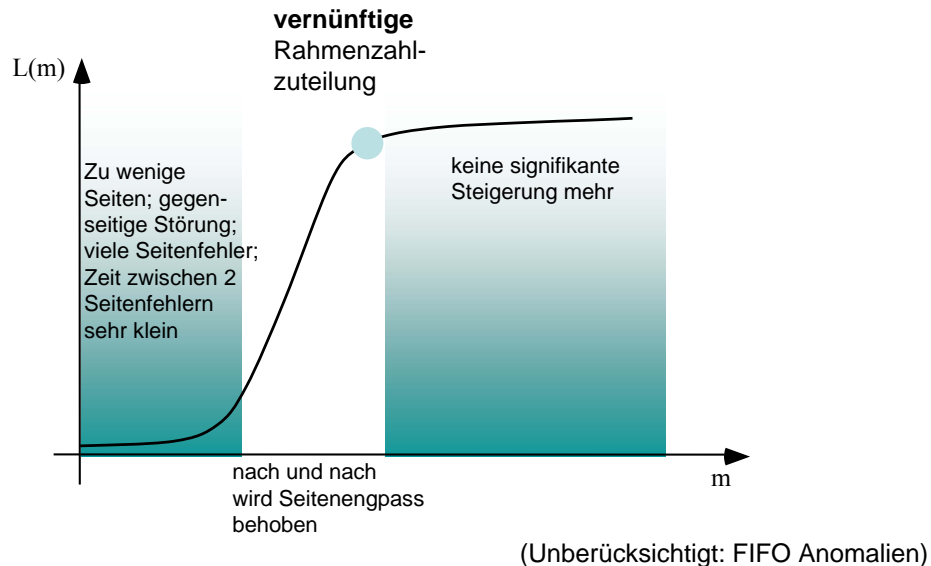 vernünftige
Rahmenzahl-
zuteilung
L(m)
Zu wenige
Seiten; gegen-
seitige Störung;
viele Seitenfehler;
Zeit zwischen 2
Seitenfehlern
sehr klein
keine signifikante
Steigerung mehr
nach und nach
wird Seitenengpass
behoben
m
(Unberücksichtigt: FIFO Anomalien)